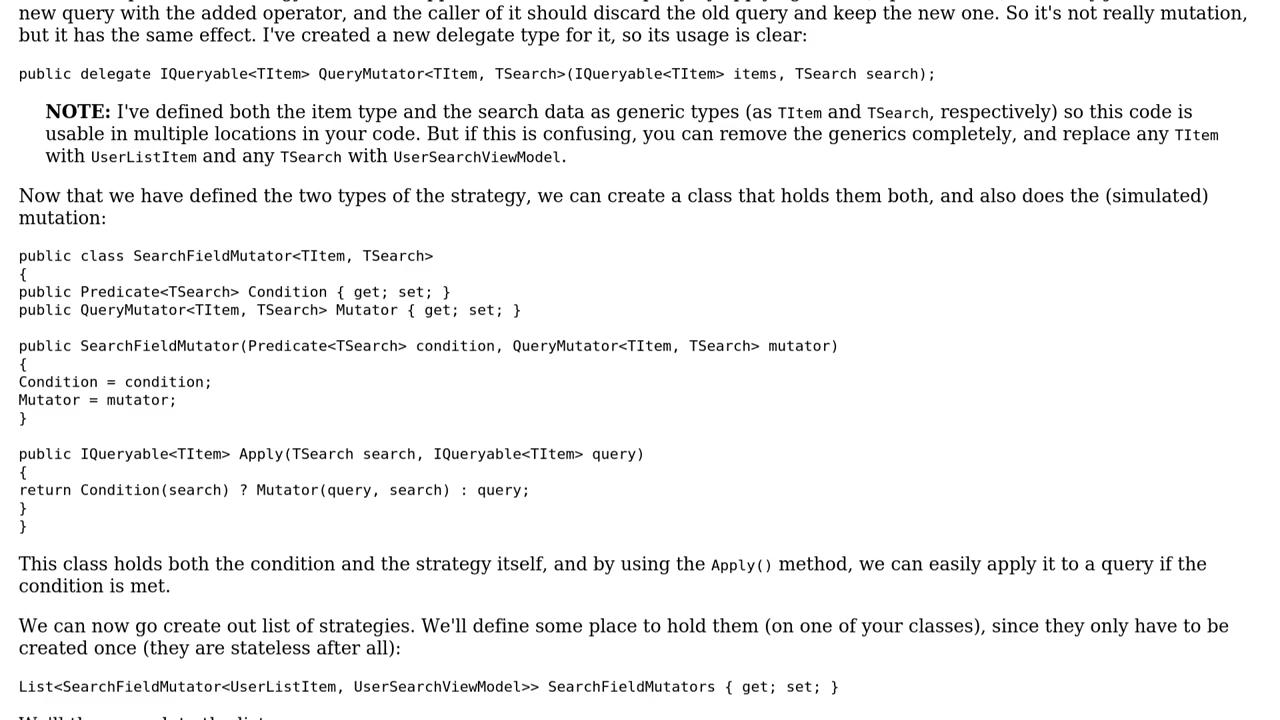 new query with the added operator, and the caller of it should discard the old query and keep the new one. So it's not really mutation,
but it has the same effect. I've created a new delegate type for it, so its usage is clear:
public delegate IQueryable<TItem> QueryMutator<TItem, TSearch>(IQueryable<TItem> items, TSearch search);
NOTE: I've defined both the item type and the search data as generic types (as TItem and TSearch, respectively) so this code is
usable in multiple locations in your code. But if this is confusing, you can remove the generics completely, and replace any TItem
with UserListItem and any TSearch with UserSearchViewModel.
Now that we have defined the two types of the strategy, we can create a class that holds them both, and also does the (simulated)
mutation:
public class SearchFieldMutator<TItem, TSearch>
{
public Predicate<TSearch> Condition { get; set; }
public QueryMutator<TItem, TSearch> Mutator { get; set; }
public SearchFieldMutator(Predicate<TSearch> condition, QueryMutator<TItem, TSearch> mutator)
{
Condition = condition;
Mutator = mutator;
}
public IQueryable<TItem> Apply(TSearch search, IQueryable<TItem> query)
{
return Condition(search) ? Mutator(query, search) : query;
}
}
This class holds both the condition and the strategy itself, and by using the Apply() method, we can easily apply it to a query if the
condition is met.
We can now go create out list of strategies. We'll define some place to hold them (on one of your classes), since they only have to be
created once (they are stateless after all):
List<SearchFieldMutator<UserListItem, UserSearchViewModel>> SearchFieldMutators { get; set; }